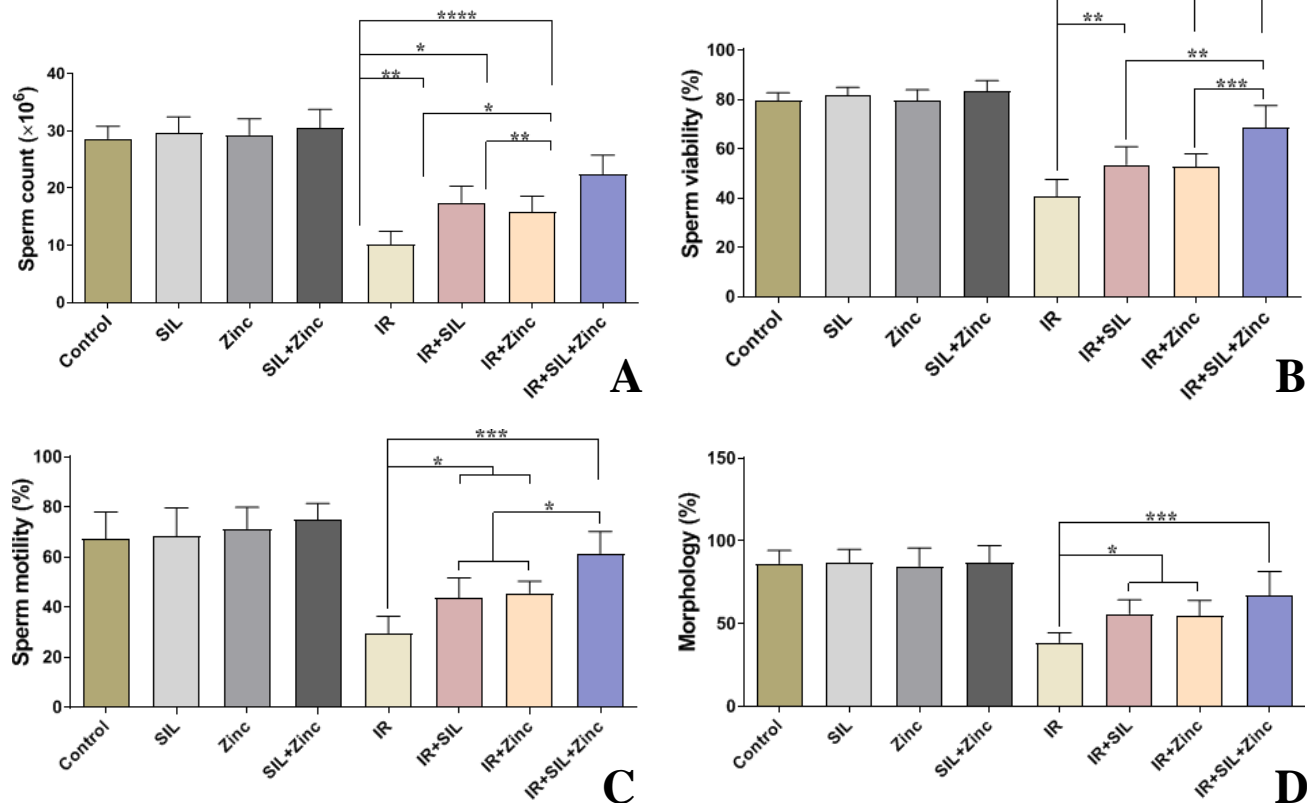 ****
*
**
*
**
Sperm count (×10⁶)
40
30
20
10
0
Control
SIL
Zinc
SIL+Zinc
IR
IR+SIL
IR+Zinc
IR+SIL+Zinc
A
**
**
***
Sperm viability (%)
100
80
60
40
20
0
Control
SIL
Zinc
SIL+Zinc
IR
IR+SIL
IR+Zinc
IR+SIL+Zinc
B
***
*
*
Sperm motility (%)
100
80
60
40
20
0
Control
SIL
Zinc
SIL+Zinc
IR
IR+SIL
IR+Zinc
IR+SIL+Zinc
C
***
*
Morphology (%)
150
100
50
0
Control
SIL
Zinc
SIL+Zinc
IR
IR+SIL
IR+Zinc
IR+SIL+Zinc
D